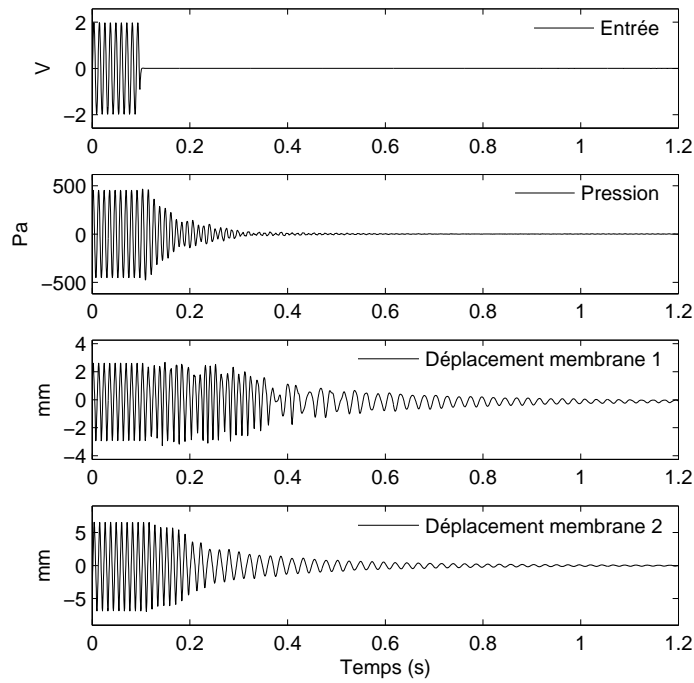 2
0
−2
V
Entrée
0 0.2 0.4 0.6 0.8 1 1.2
500
0
−500
Pa
Pression
0 0.2 0.4 0.6 0.8 1 1.2
4
2
0
−2
−4
mm
Déplacement membrane 1
0 0.2 0.4 0.6 0.8 1 1.2
5
0
−5
mm
Déplacement membrane 2
0 0.2 0.4 0.6 0.8 1 1.2
Temps (s)